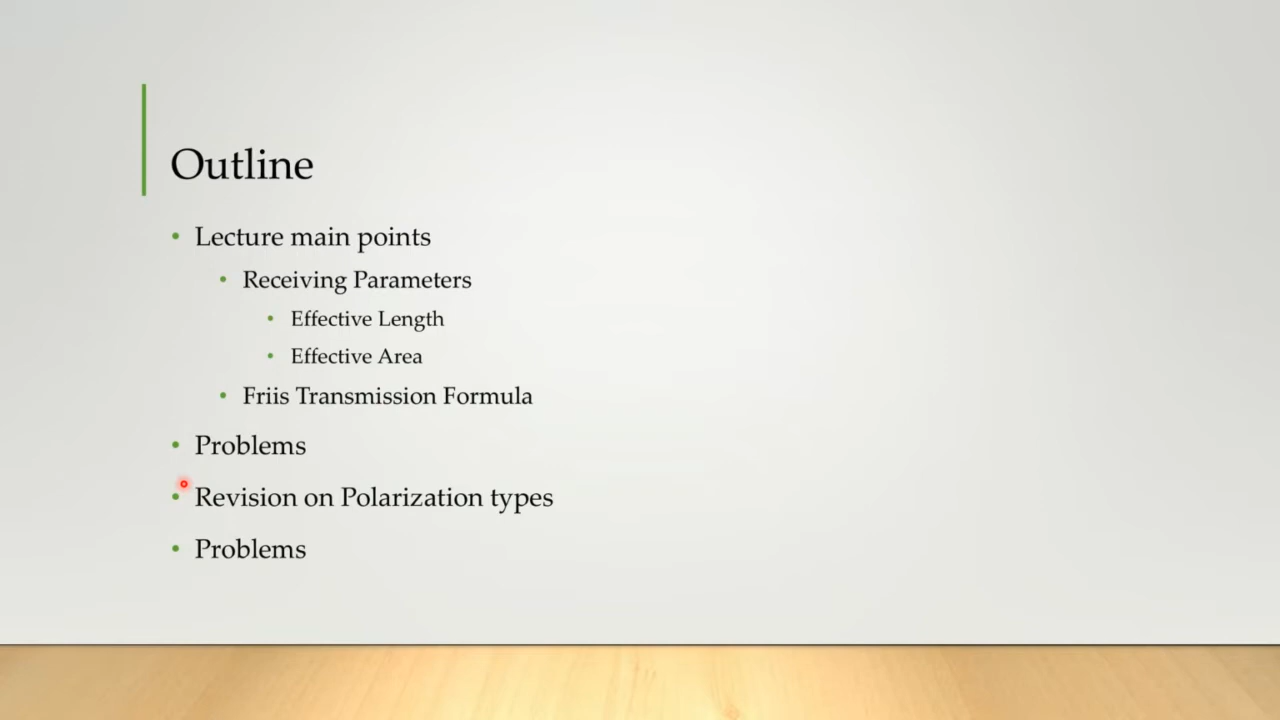 Outline
Lecture main points
Receiving Parameters
Effective Length
Effective Area
Friis Transmission Formula
Problems
Revision on Polarization types
Problems